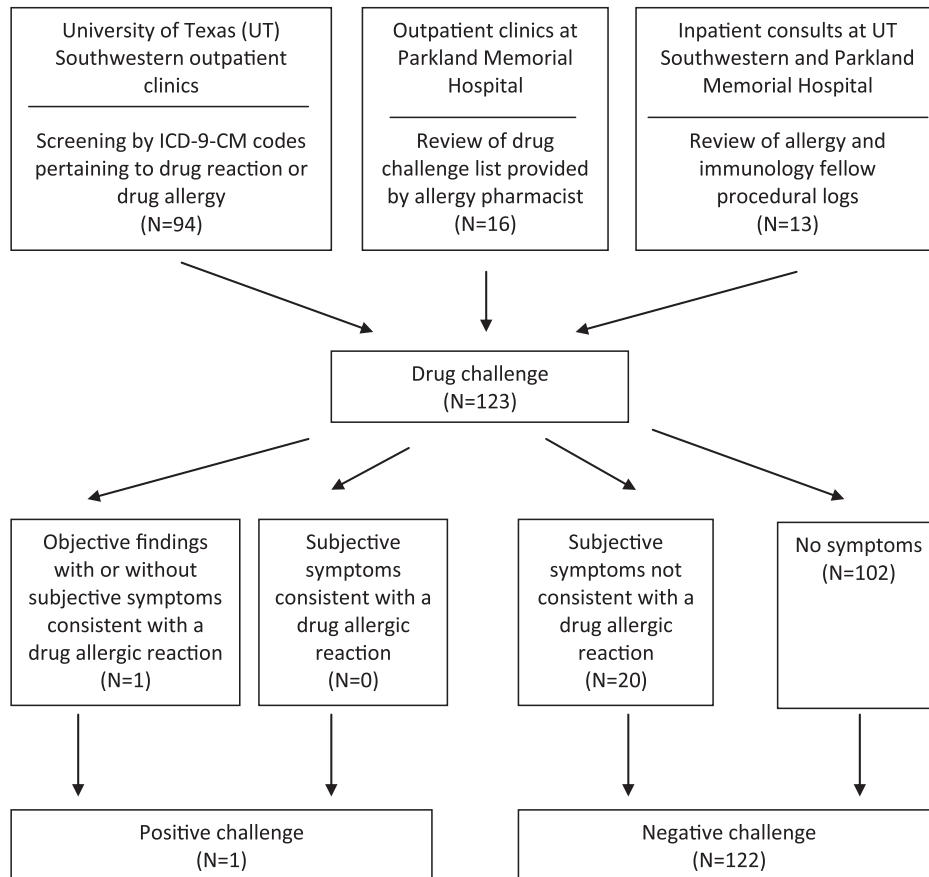 University of Texas (UT)
Southwestern outpatient
clinics
Screening by ICD-9-CM codes
pertaining to drug reaction or
drug allergy
(N=94)
Outpatient clinics at
Parkland Memorial
Hospital
Review of drug
challenge list provided
by allergy pharmacist
(N=16)
Inpatient consults at UT
Southwestern and Parkland
Memorial Hospital
Review of allergy and
immunology fellow
procedural logs
(N=13)
Drug challenge
(N=123)
Objective findings
with or without
subjective symptoms
consistent with a
drug allergic reaction
(N=1)
Subjective
symptoms
consistent with a
drug allergic
reaction
(N=0)
Subjective
symptoms not
consistent with a
drug allergic
reaction
(N=20)
No symptoms
(N=102)
Positive challenge
(N=1)
Negative challenge
(N=122)